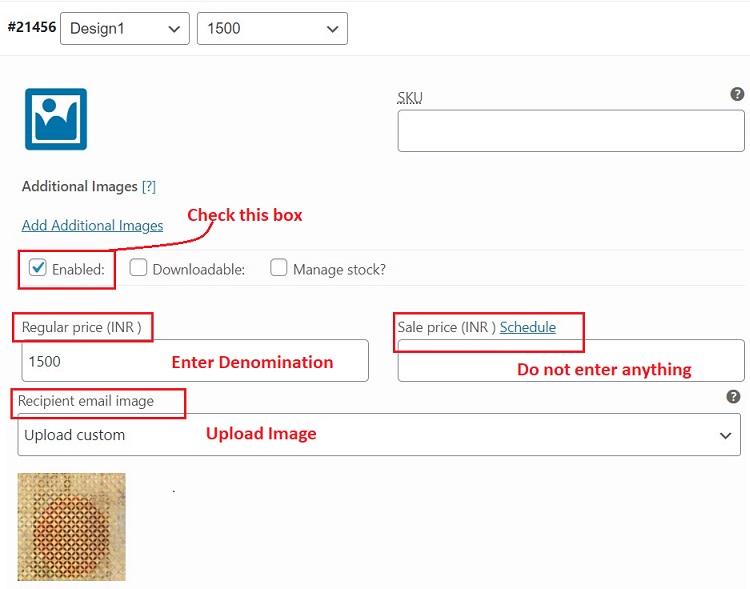 #21456 Design1 1500
SKU
Additional Images [?]
Add Additional Images
Check this box
Enabled: Downloadable: Manage stock?
Regular price (INR )
Sale price (INR ) Schedule
1500 Enter Denomination
Do not enter anything
Recipient email image
Upload custom Upload Image